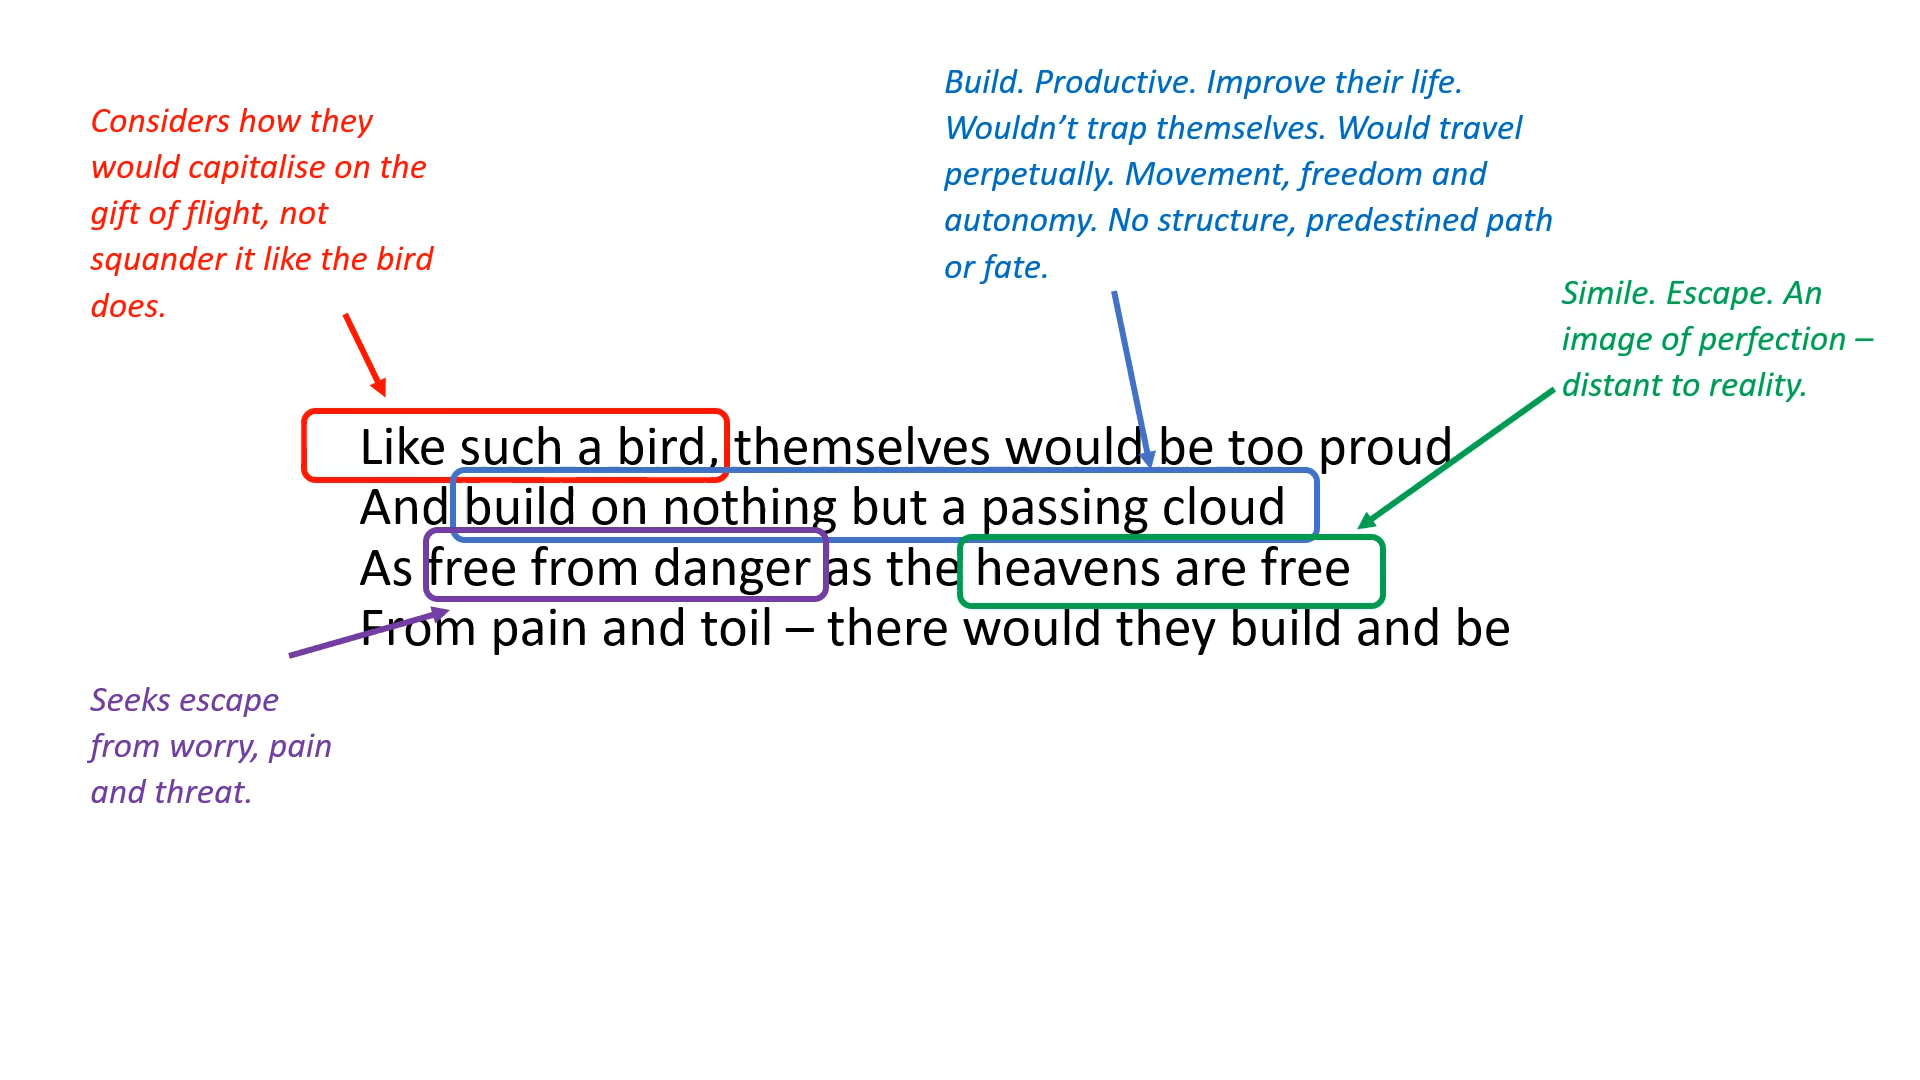 Considers how they
would capitalise on the
gift of flight, not
squander it like the bird
does.
Build. Productive. Improve their life.
Wouldn’t trap themselves. Would travel
perpetually. Movement, freedom and
autonomy. No structure, predestined path
or fate.
Simile. Escape. An
image of perfection –
distant to reality.
Like such a bird, themselves would be too proud
And build on nothing but a passing cloud
As free from danger as the heavens are free
From pain and toil – there would they build and be
Seeks escape
from worry, pain
and threat.